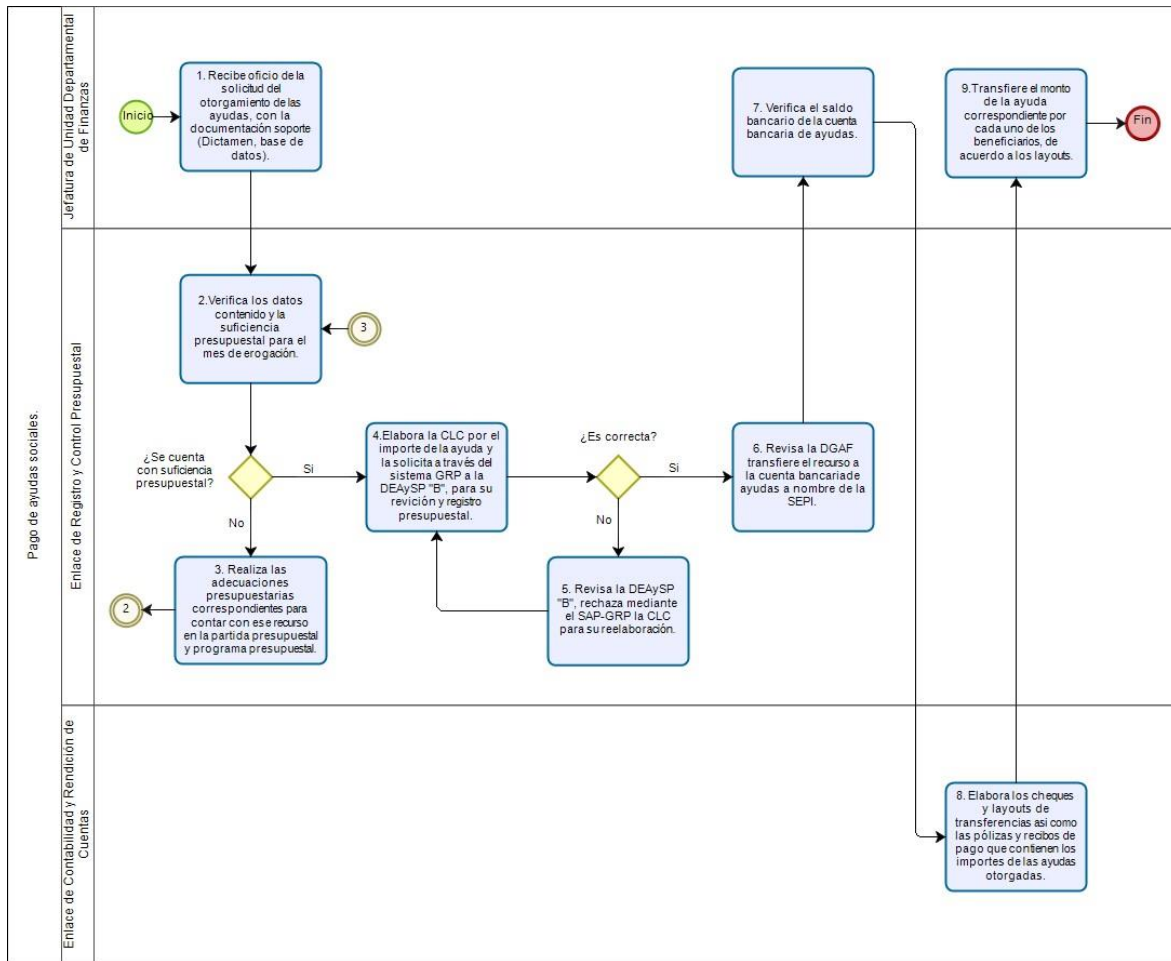 Pago de ayudas sociales.
Jefatura de Unidad Departamental
de Finanzas
Inicio
1. Recibe oficio de la
solicitud del
otorgamiento de las
ayudas, con la
documentación soporte
(Dictamen, base de
datos).
7. Verifica el saldo
bancario de la cuenta
bancaria de ayudas.
9.Transfiere el monto
de la ayuda
correspondiente por
cada uno de los
beneficiarios, de
acuerdo a los layouts.
Fin
Enlace de Registro y Control Presupuestal
2.Verifica los datos
contenido y la
suficiencia
presupuestal para el
mes de erogación.
3
¿Se cuenta
con suficiencia
presupuestal?
Si
No
3. Realiza las
adecuaciones
presupuestarias
correspondientes para
contar con ese recurso
en la partida presupuestal
y programa presupuestal.
2
4.Elabora la CLC por el
importe de la ayuda y
la solicita a través del
sistema GRP a la
DEAySP "B", para su
revición y registro
presupuestal.
¿Es correcta?
Si
No
5. Revisa la DEAySP
"B", rechaza mediante
el SAP-GRP la CLC
para su reelaboración.
6. Revisa la DGAF
transfiere el recurso a
la cuenta bancariade
ayudas a nombre de la
SEPI.
Enlace de Contabilidad y Rendición de
Cuentas
8. Elabora los cheques
y layouts de
transferencias asi como
las pólizas y recibos de
pago que contienen los
importes de las ayudas
otorgadas.